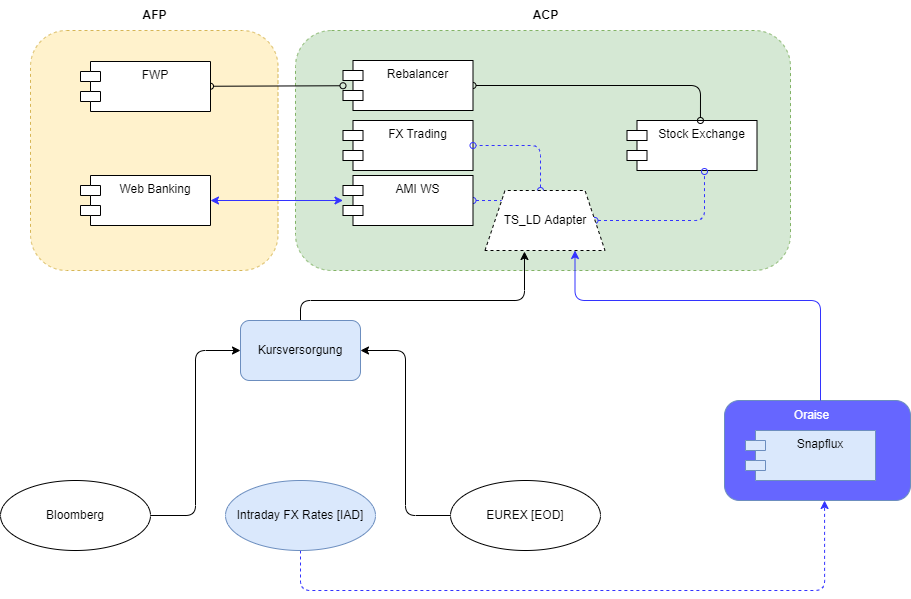 AFP
ACP
FWP
Rebalancer
FX Trading
Stock Exchange
Web Banking
AMI WS
TS_LD Adapter
Kursversorgung
Oraise
Snapflux
Bloomberg
Intraday FX Rates [IAD]
EUREX [EOD]